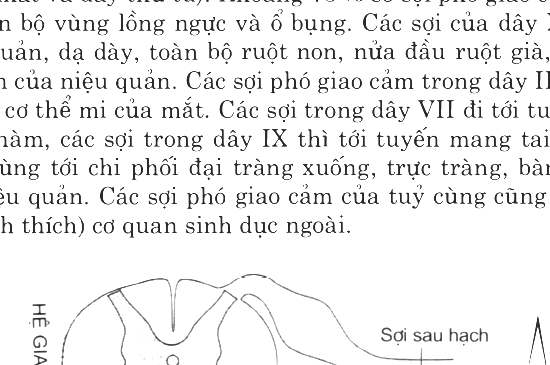 n bộ vùng lồng ngực và ổ bụng. Các sợi của dây
uản, dạ dày, toàn bộ ruột non, nửa đầu ruột già,
n của niệu quản. Các sợi phó giao cảm trong dây II
cơ thể mi của mắt. Các sợi trong dây VII đi tới tu
hàm, các sợi trong dây IX thì tới tuyến mang tai
ùng tới chi phối đại tràng xuống, trực tràng, bàn
ệu quản. Các sợi phó giao cảm của tuỷ cùng cũng
h thích) cơ quan sinh dục ngoài.
HỆ GIA
Sợi sau hạch